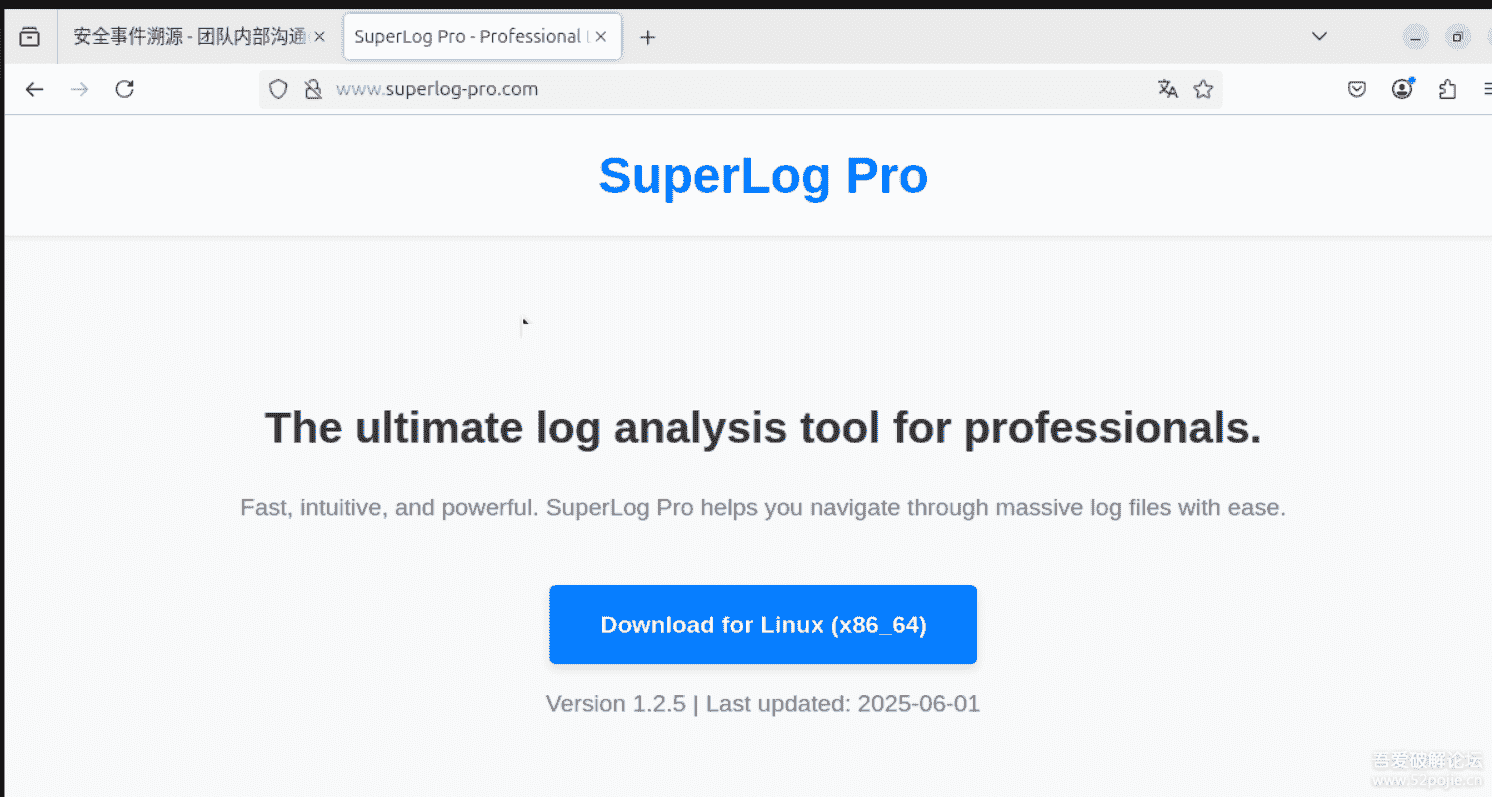 安全事件溯源 - 团队内部沟通
SuperLog Pro - Professional
www.superlog-pro.com
SuperLog Pro
The ultimate log analysis tool for professionals.
Fast, intuitive, and powerful. SuperLog Pro helps you navigate through massive log files with ease.
Download for Linux (x86_64)
Version 1.2.5 | Last updated: 2025-06-01
吾爱破解论坛
www.52pojie.cn